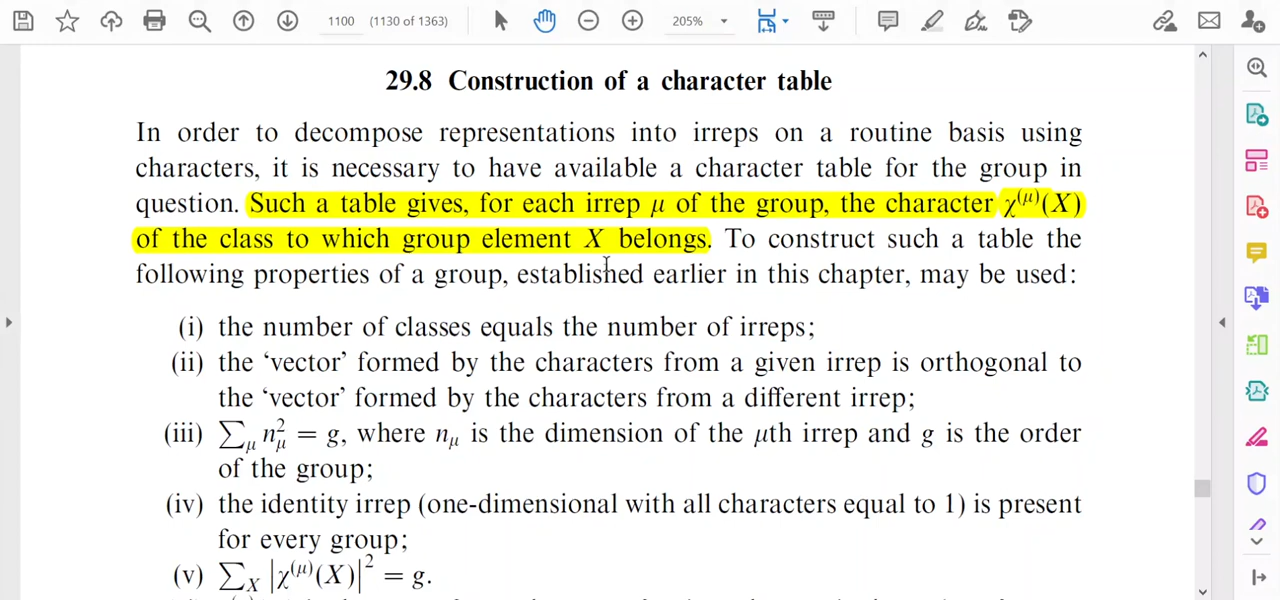 1100 (1130 of 1363) 205%
29.8 Construction of a character table
In order to decompose representations into irreps on a routine basis using
characters, it is necessary to have available a character table for the group in
question. Such a table gives, for each irrep μ of the group, the character χ^(μ)(X)
of the class to which group element X belongs. To construct such a table the
following properties of a group, established earlier in this chapter, may be used:
(i) the number of classes equals the number of irreps;
(ii) the ‘vector’ formed by the characters from a given irrep is orthogonal to
the ‘vector’ formed by the characters from a different irrep;
(iii) ∑_μ n_μ^2 = g, where n_μ is the dimension of the μth irrep and g is the order
of the group;
(iv) the identity irrep (one-dimensional with all characters equal to 1) is present
for every group;
(v) ∑_X |χ^(μ)(X)|^2 = g.